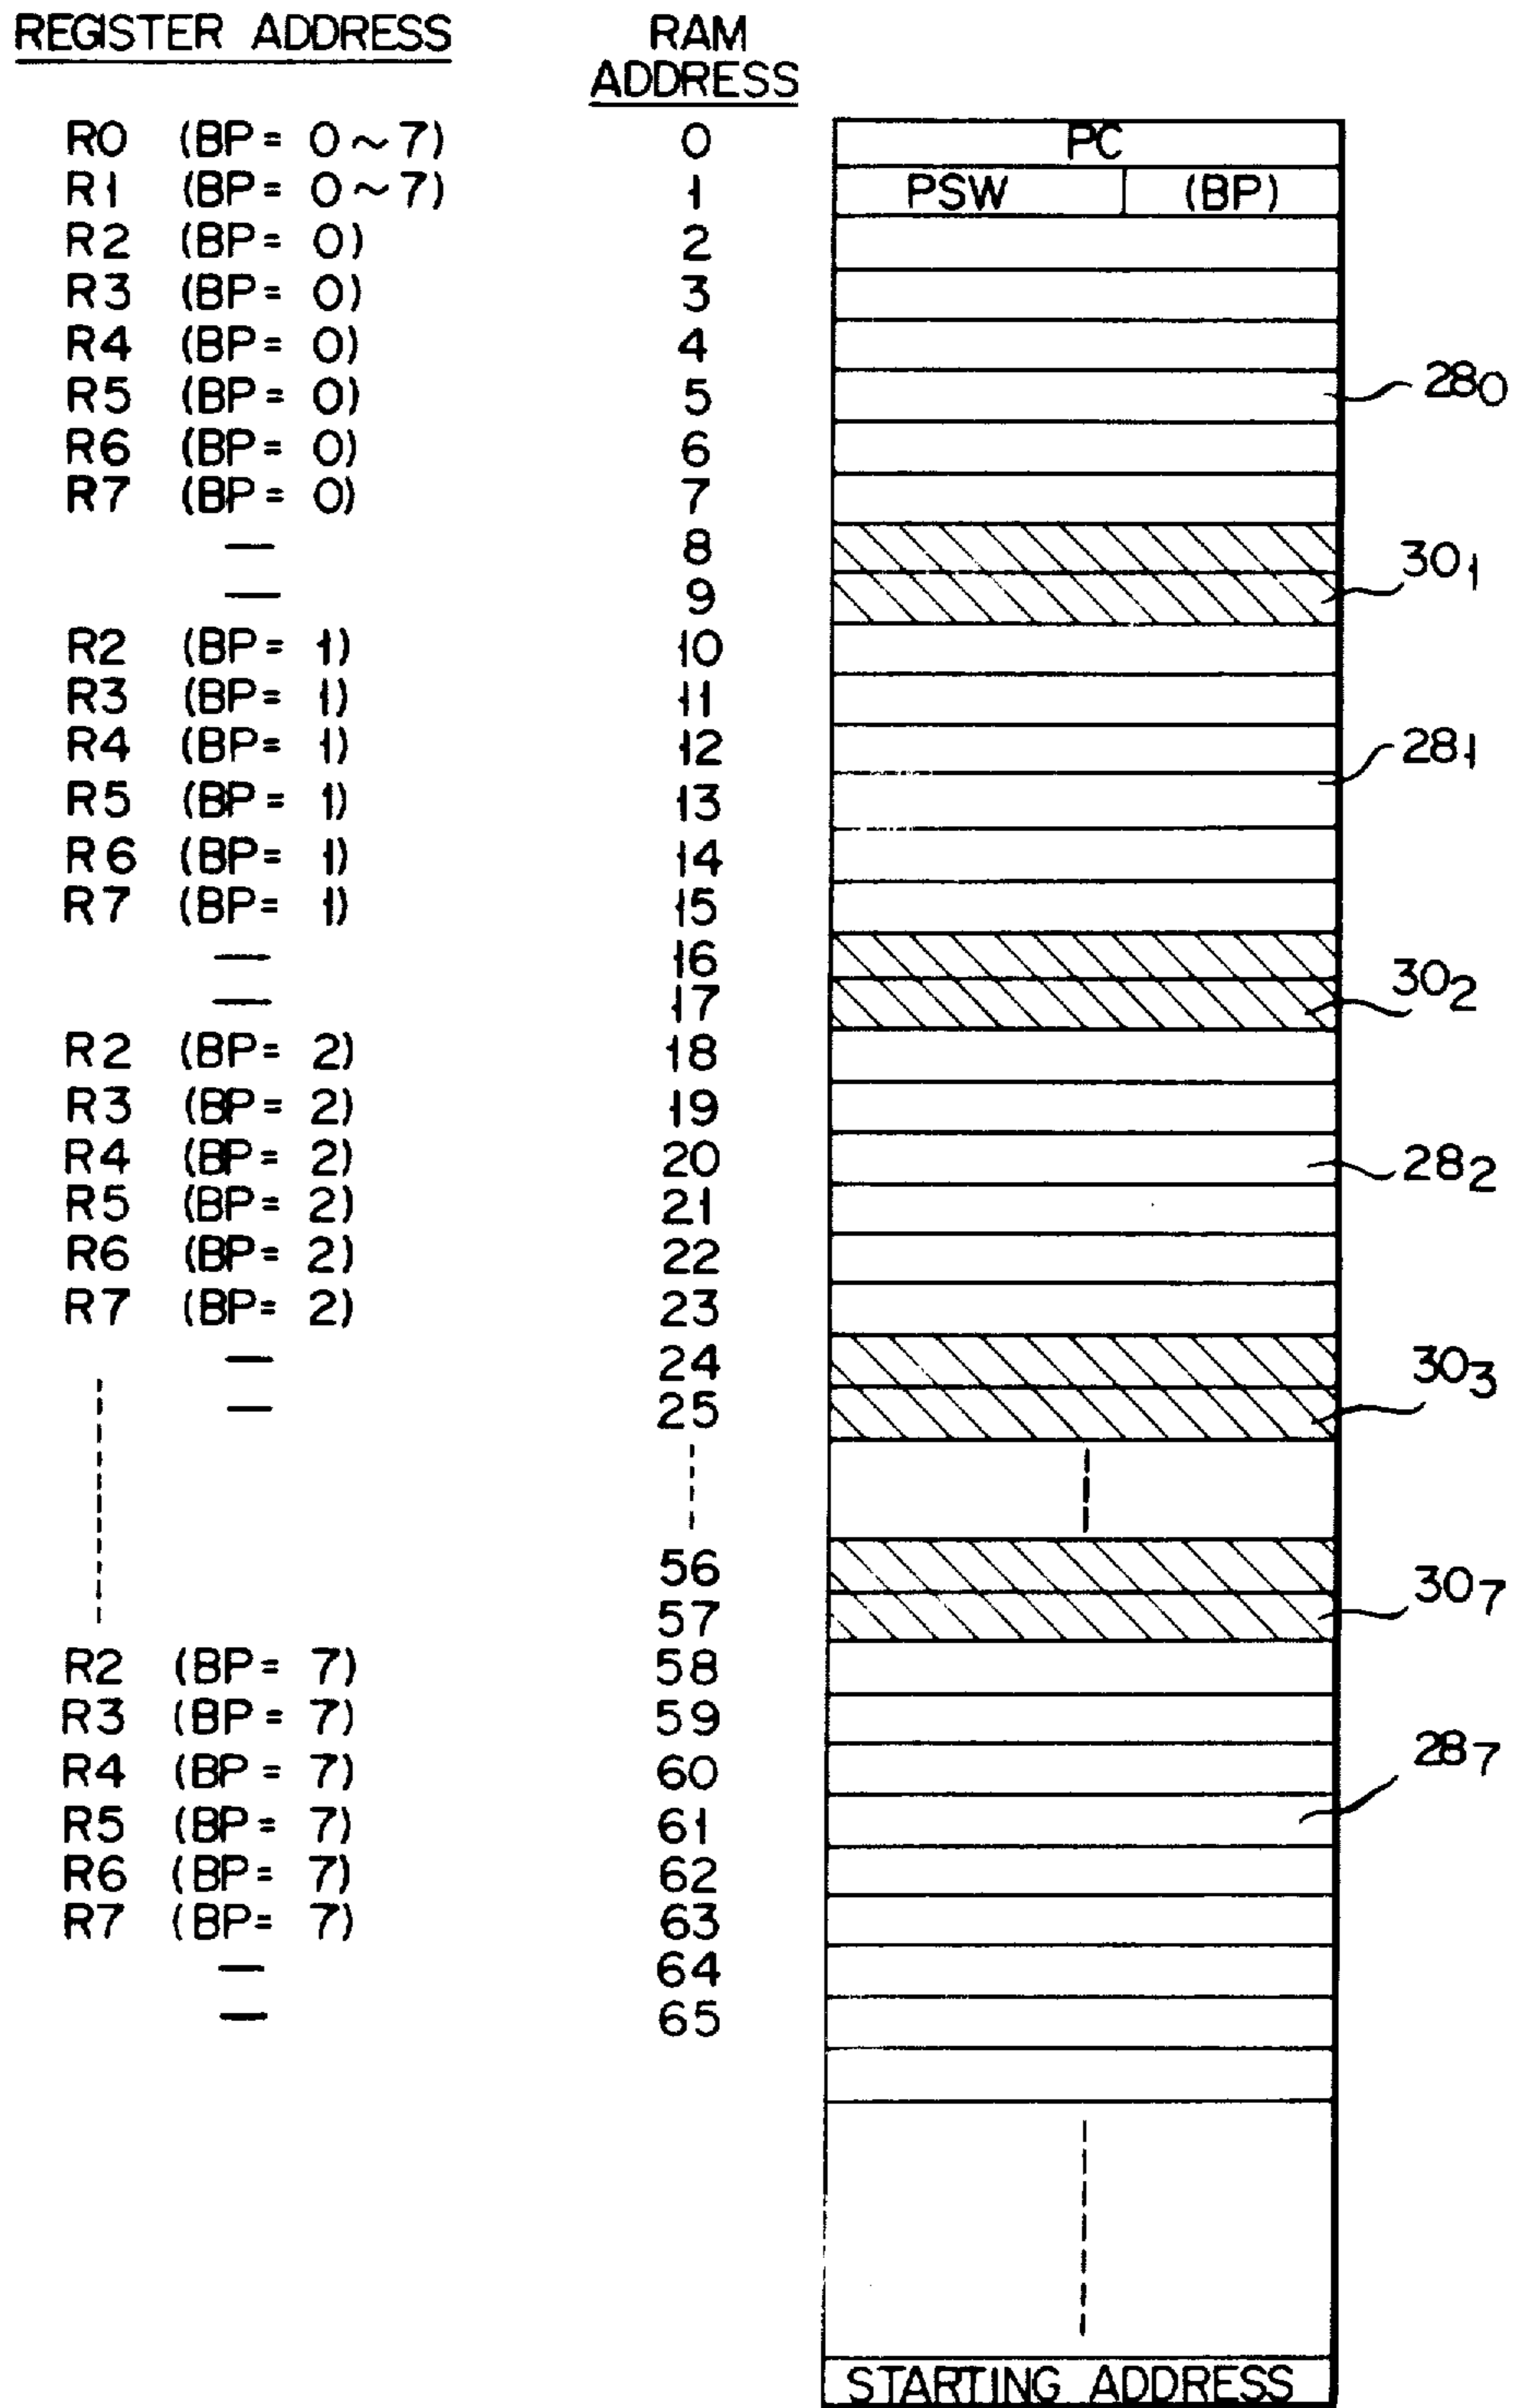 REGISTER ADDRESS RAM ADDRESS
R0 (BP= 0~7) 0 PC
R1 (BP= 0~7) 1 PSW (BP)
R2 (BP= 0) 2
R3 (BP= 0) 3
R4 (BP= 0) 4
R5 (BP= 0) 5 28₀
R6 (BP= 0) 6
R7 (BP= 0) 7
— 8
— 9 30₁
R2 (BP= 1) 10
R3 (BP= 1) 11
R4 (BP= 1) 12
R5 (BP= 1) 13 28₁
R6 (BP= 1) 14
R7 (BP= 1) 15
— 16
— 17 30₂
R2 (BP= 2) 18
R3 (BP= 2) 19
R4 (BP= 2) 20 28₂
R5 (BP= 2) 21
R6 (BP= 2) 22
R7 (BP= 2) 23
— 24
— 25 30₃
56
57 30₇
R2 (BP= 7) 58
R3 (BP= 7) 59
R4 (BP= 7) 60
R5 (BP= 7) 61 28₇
R6 (BP= 7) 62
R7 (BP= 7) 63
— 64
— 65
STARTING ADDRESS